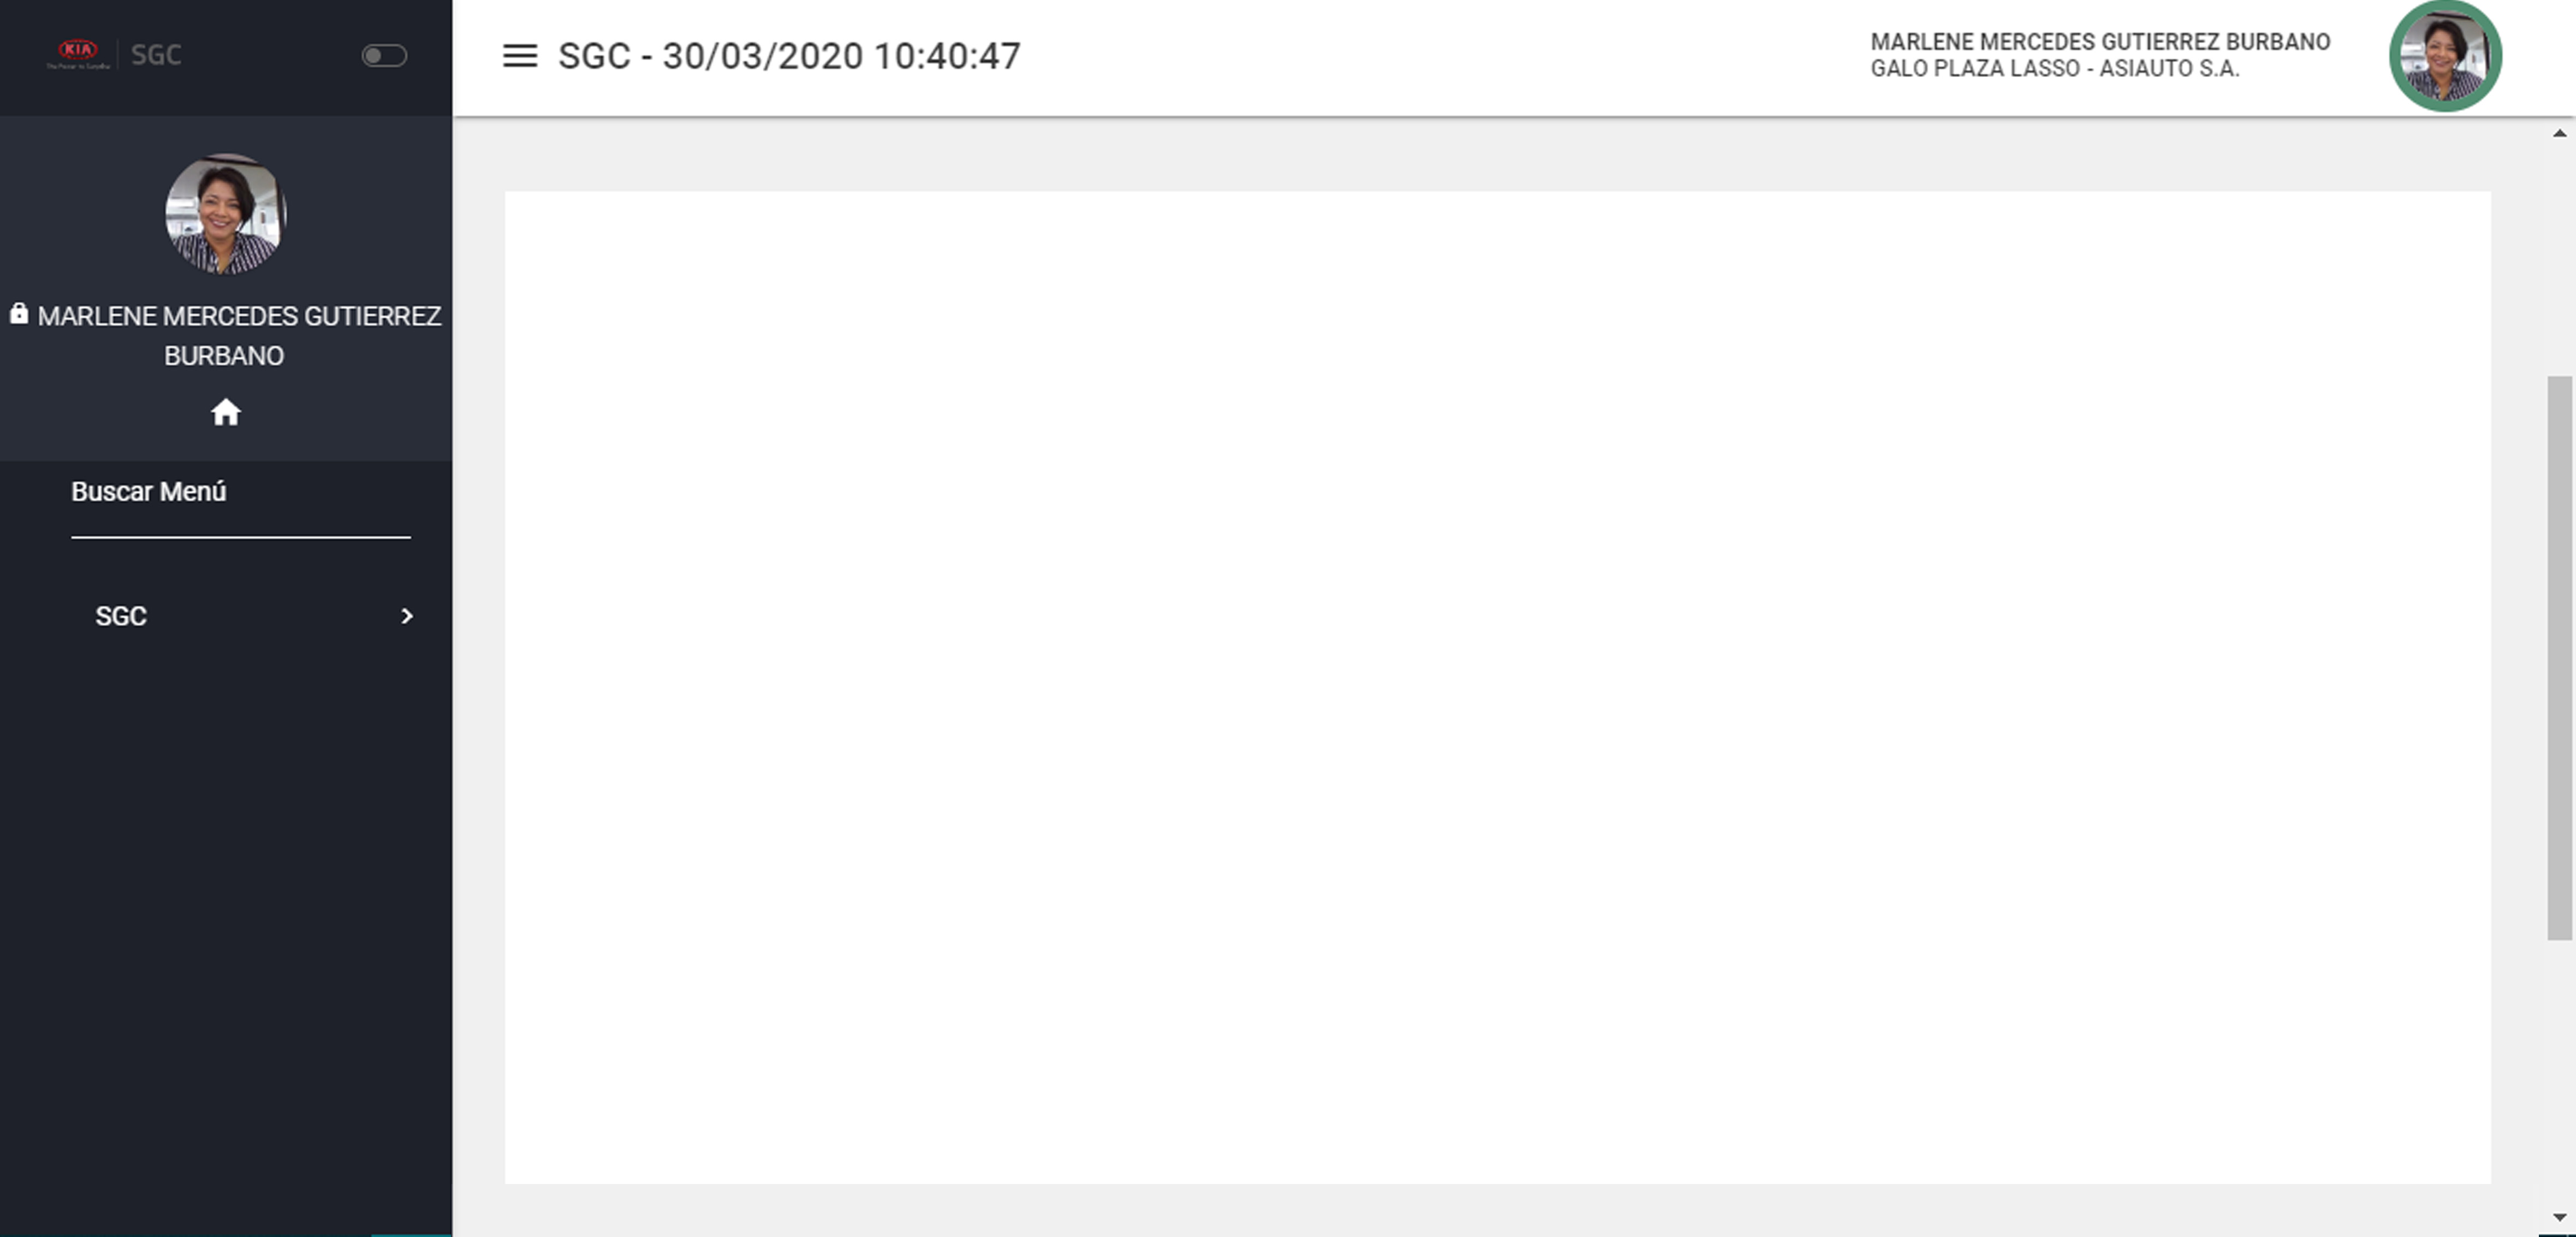 KIA
SGC
SGC - 30/03/2020 10:40:47
MARLENE MERCEDES GUTIERREZ BURBANO
GALO PLAZA LASSO - ASIAUTO S.A.
MARLENE MERCEDES GUTIERREZ
BURBANO
Buscar Menú
SGC